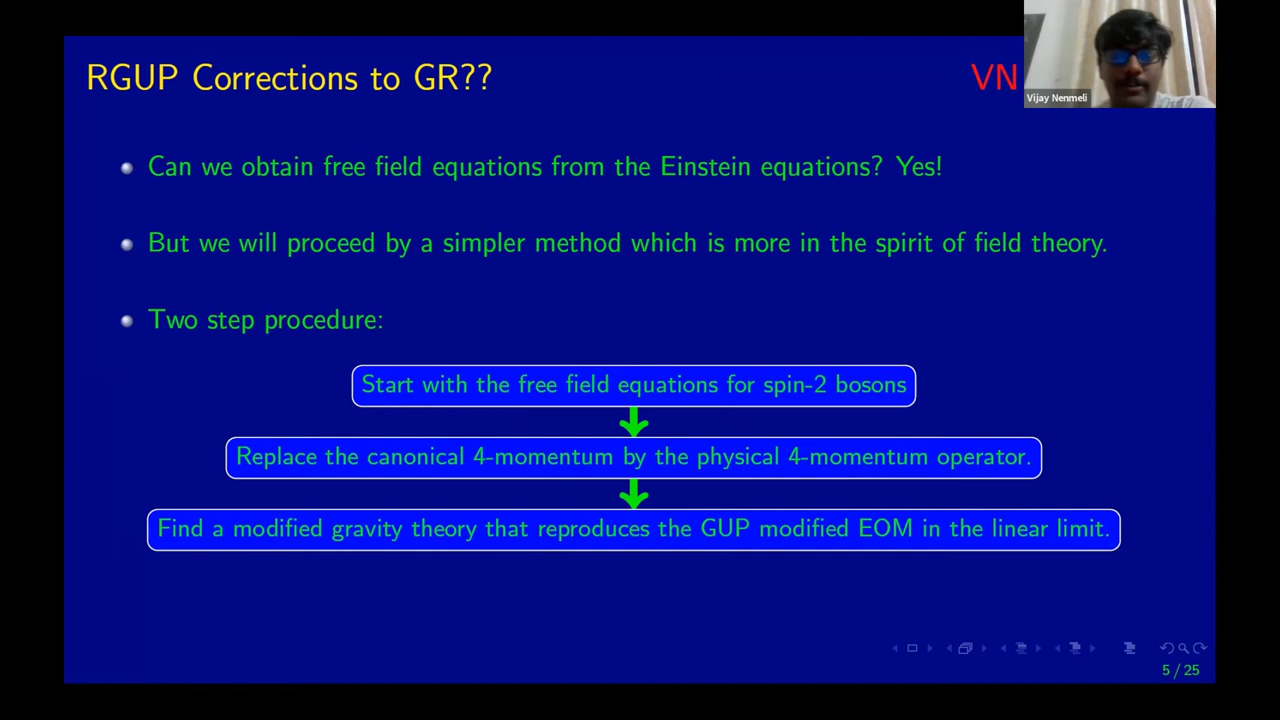 RGUP Corrections to GR??
VN
Vijay Nenmeli
Can we obtain free field equations from the Einstein equations? Yes!
But we will proceed by a simpler method which is more in the spirit of field theory.
Two step procedure:
Start with the free field equations for spin-2 bosons
Replace the canonical 4-momentum by the physical 4-momentum operator.
Find a modified gravity theory that reproduces the GUP modified EOM in the linear limit.
5 / 25